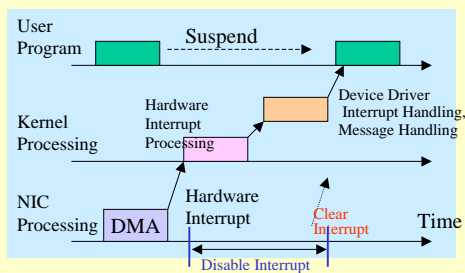 User
Program
Suspend
Device Driver
Interrupt Handling,
Message Handling
Hardware
Interrupt
Processing
Kernel
Processing
NIC
Processing
DMA
Hardware
Interrupt
Clear
Interrupt
Time
Disable Interrupt